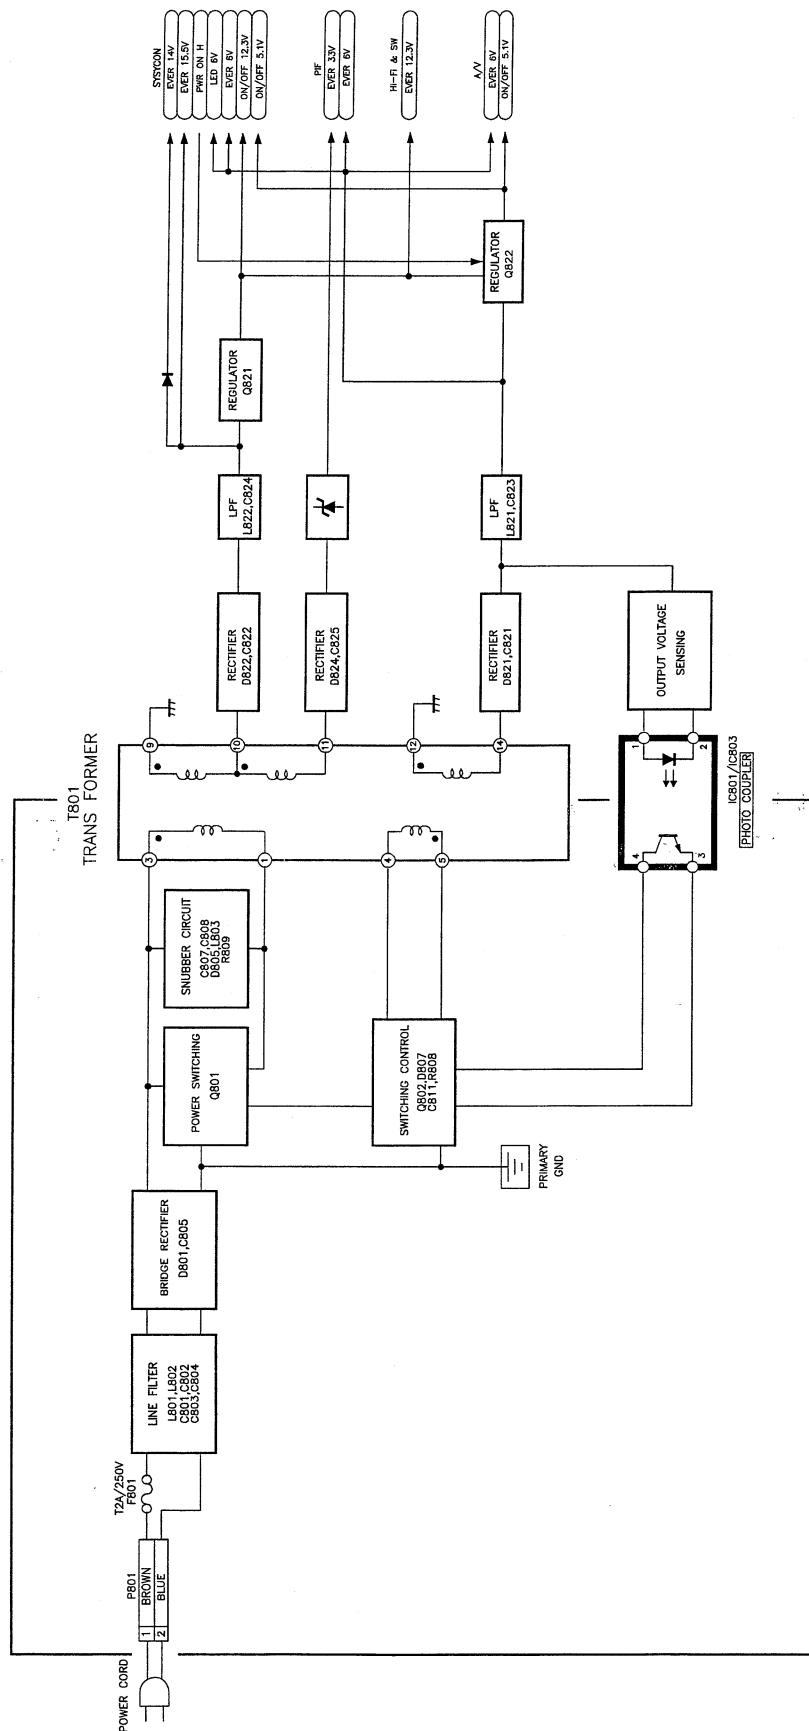 POWER CORD
P801
1 BROWN
2 BLUE
T2A/250V
F801
LINE FILTER
L801,L802
C801,C802
C803,C804
BRIDGE RECTIFIER
D801,C805
POWER SWITCHING
Q801
SNUBBER CIRCUIT
C807,C808
D805,L803
R809
SWITCHING CONTROL
Q802,D807
C811,R808
PRIMARY
GND
T801
TRANS FORMER
3
1
4
5
9
10
11
12
14
RECTIFIER
D822,C822
RECTIFIER
D824,C825
RECTIFIER
D821,C821
LPF
L822,C824
LPF
L821,C823
REGULATOR
Q821
REGULATOR
Q822
OUTPUT VOLTAGE
SENSING
1
2
4
3
IC801/IC803
PHOTO COUPLER
SYSYCON
EVER 14V
EVER 15.5V
PWR ON H
LED 6V
EVER 6V
ON/OFF 12.3V
ON/OFF 5.1V
PIF
EVER 33V
EVER 6V
Hi-Fi & SW
EVER 12.3V
A/V
EVER 6V
ON/OFF 5.1V